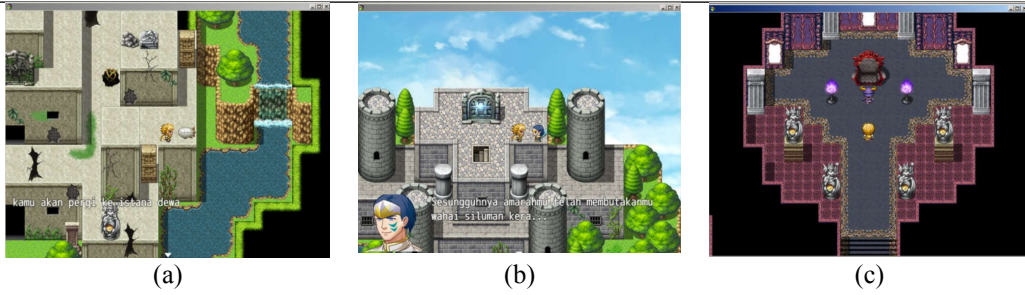 kamu akan pergi ke istana dewa
Sesungguhnya amarahmu telah membutakanmu
wahai siluman kera...
(a)
(b)
(c)